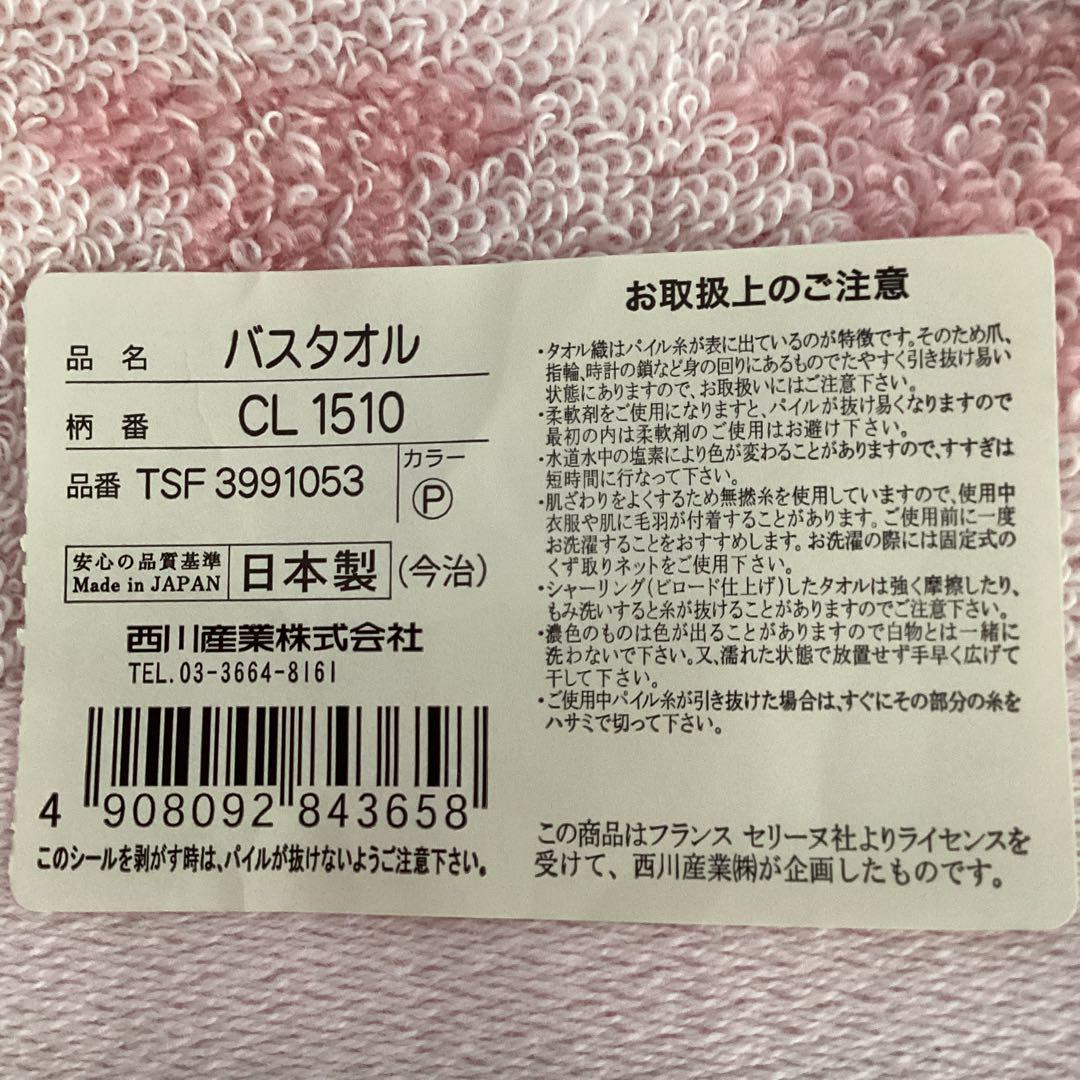 品 名 バスタオル
柄 番 CL 1510
品番 TSF 3991053
カラー
Ⓟ
安心の品質基準
Made in JAPAN
日本製
(今治)
西川産業株式会社
TEL.03-3664-8161
4 908092 843658
このシールを剥がす時は、パイルが抜けないようご注意下さい。
お取扱上のご注意
・タオル織はパイル糸が表に出ているのが特徴です。そのため爪、
指輪、時計の鎖など身の回りにあるものでたやすく引き抜け易い
状態にありますので、お取扱いにはご注意下さい。
・柔軟剤をご使用になりますと、パイルが抜け易くなりますので
最初の内は柔軟剤のご使用はお避け下さい。
・水道水中の塩素により色が変わることがありますので、すすぎは
短時間に行なって下さい。
・肌ざわりをよくするため無撚糸を使用していますので、使用中
衣服や肌に毛羽が付着することがあります。ご使用前に一度
お洗濯することをおすすめします。お洗濯の際には固定式の
くず取りネットをご使用下さい。
・シャーリング(ビロード仕上げ)したタオルは強く摩擦したり、
もみ洗いすると糸が抜けることがありますのでご注意下さい。
・濃色のものは色が出ることがありますので白物とは一緒に
洗わないで下さい。又、濡れた状態で放置せず手早く広げて
干して下さい。
・ご使用中パイル糸が引き抜けた場合は、すぐにその部分の糸を
ハサミで切って下さい。
この商品はフランス セリーヌ社よりライセンスを
受けて、西川産業㈱が企画したものです。